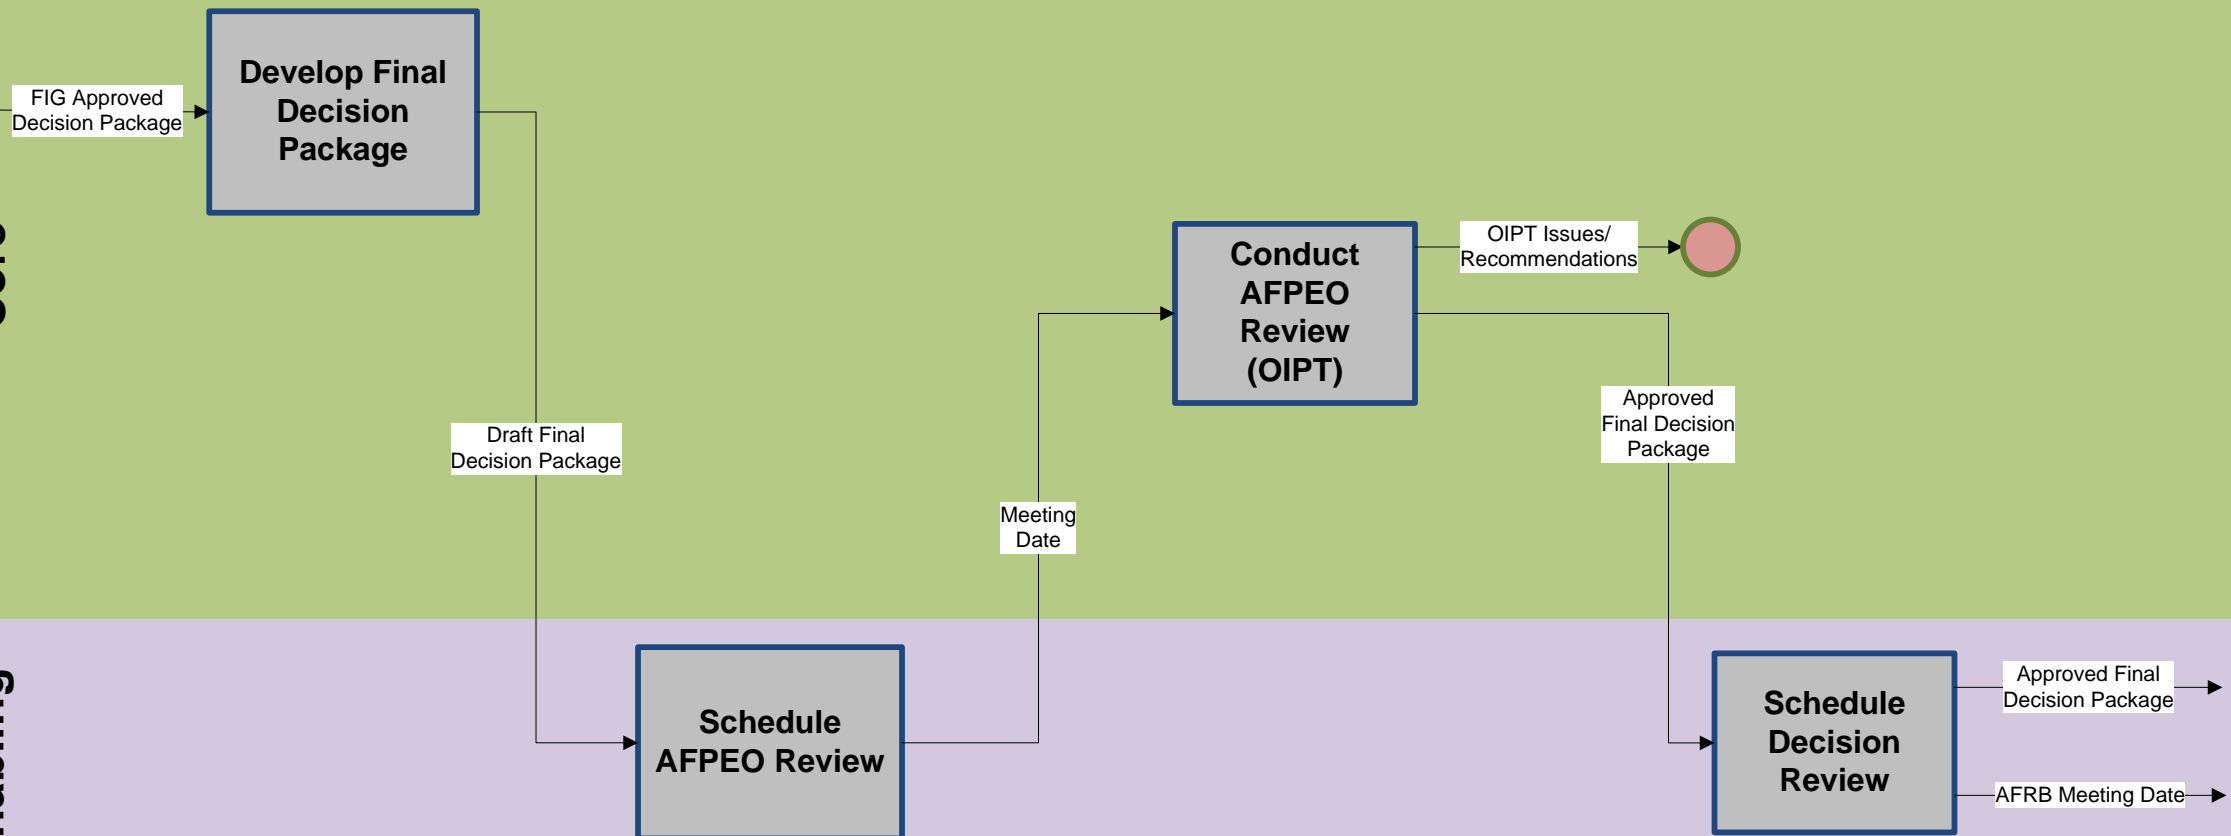 Develop Final
Decision
Package
FIG Approved
Decision Package
Conduct
AFPEO
Review
(OIPT)
OIPT Issues/
Recommendations
Approved
Final Decision
Package
Draft Final
Decision Package
Meeting
Date
Schedule
AFPEO Review
Schedule
Decision
Review
Approved Final
Decision Package
AFRB Meeting Date